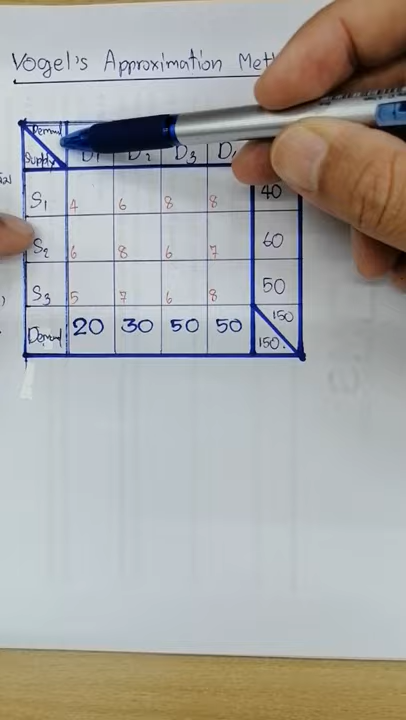 Vogel's Approximation Met
Demand
Supply
D1 D2 D3 D
S1 4 6 8 8 40
S2 6 8 6 7 60
S3 5 7 6 8 50
Demand 20 30 50 50 150
150.